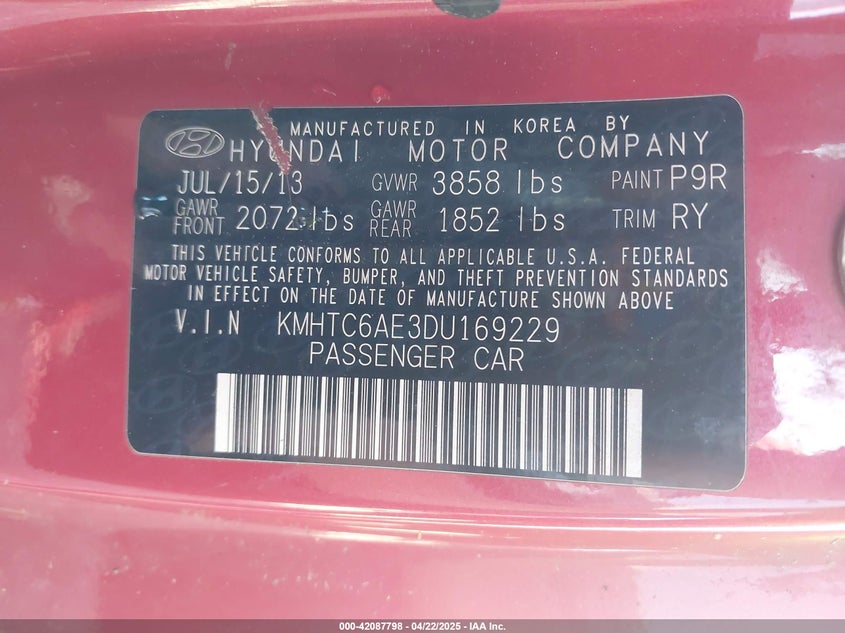 MANUFACTURED IN KOREA BY
HYUNDAI MOTOR COMPANY
JUL/15/13 GVWR 3858 lbs PAINT P9R
GAWR FRONT 2072 lbs GAWR REAR 1852 lbs TRIM RY
THIS VEHICLE CONFORMS TO ALL APPLICABLE U.S.A. FEDERAL
MOTOR VEHICLE SAFETY, BUMPER, AND THEFT PREVENTION STANDARDS
IN EFFECT ON THE DATE OF MANUFACTURE SHOWN ABOVE
V.I.N KMHTC6AE3DU169229
PASSENGER CAR
000-42087798 - 04/22/2025 - IAA Inc.